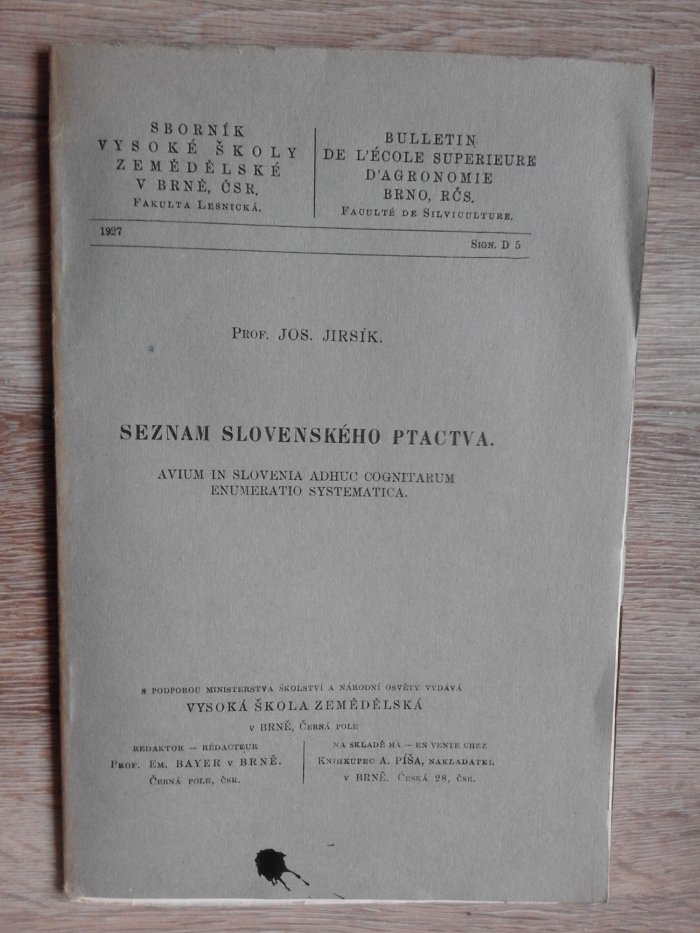 SBORNÍK
VYSOKÉ ŠKOLY
ZEMĚDĚLSKÉ
V BRNĚ, ČSR.
FAKULTA LESNICKÁ.
BULLETIN
DE L'ÉCOLE SUPERIEURE
D'AGRONOMIE
BRNO, RČS.
FACULTÉ DE SILVICULTURE.
1927
SIGN. D 5
PROF. JOS. JIRSÍK.
SEZNAM SLOVENSKÉHO PTACTVA.
AVIUM IN SLOVENIA ADHUC COGNITARUM
ENUMERATIO SYSTEMATICA.
S PODPOROU MINISTERSTVA ŠKOLSTVÍ A NÁRODNÍ OSVĚTY VYDÁVÁ
VYSOKÁ ŠKOLA ZEMĚDĚLSKÁ
V BRNĚ, ČERNÁ POLE
REDAKTOR — RÉDACTEUR
PROF. EM. BAYER V BRNĚ.
ČERNÁ POLE, ČSR.
NA SKLADĚ MÁ — EN VENTE CHEZ
KNIHKUPEC A. PÍŠA, NAKLADATEL
V BRNĚ, ČESKÁ 28, ČSR.